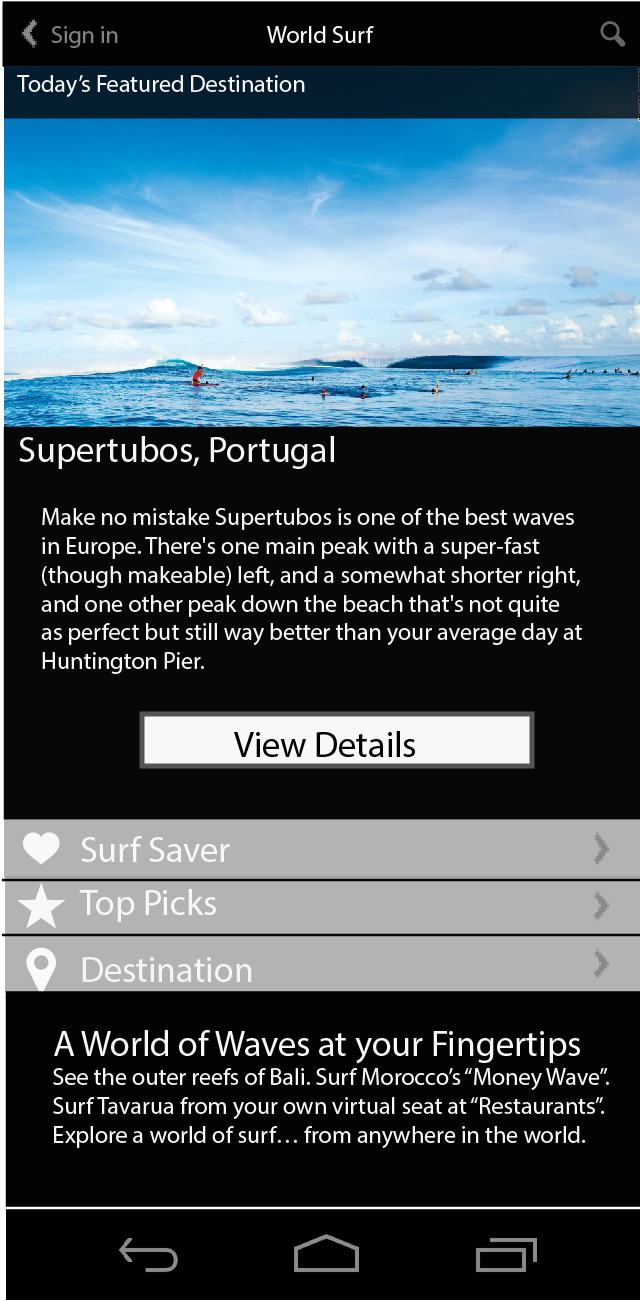 Sign in
World Surf
Today’s Featured Destination
Supertubos, Portugal
Make no mistake Supertubos is one of the best waves
in Europe. There's one main peak with a super-fast
(though makeable) left, and a somewhat shorter right,
and one other peak down the beach that's not quite
as perfect but still way better than your average day at
Huntington Pier.
View Details
Surf Saver
Top Picks
Destination
A World of Waves at your Fingertips
See the outer reefs of Bali. Surf Morocco’s “Money Wave”.
Surf Tavarua from your own virtual seat at “Restaurants”.
Explore a world of surf… from anywhere in the world.